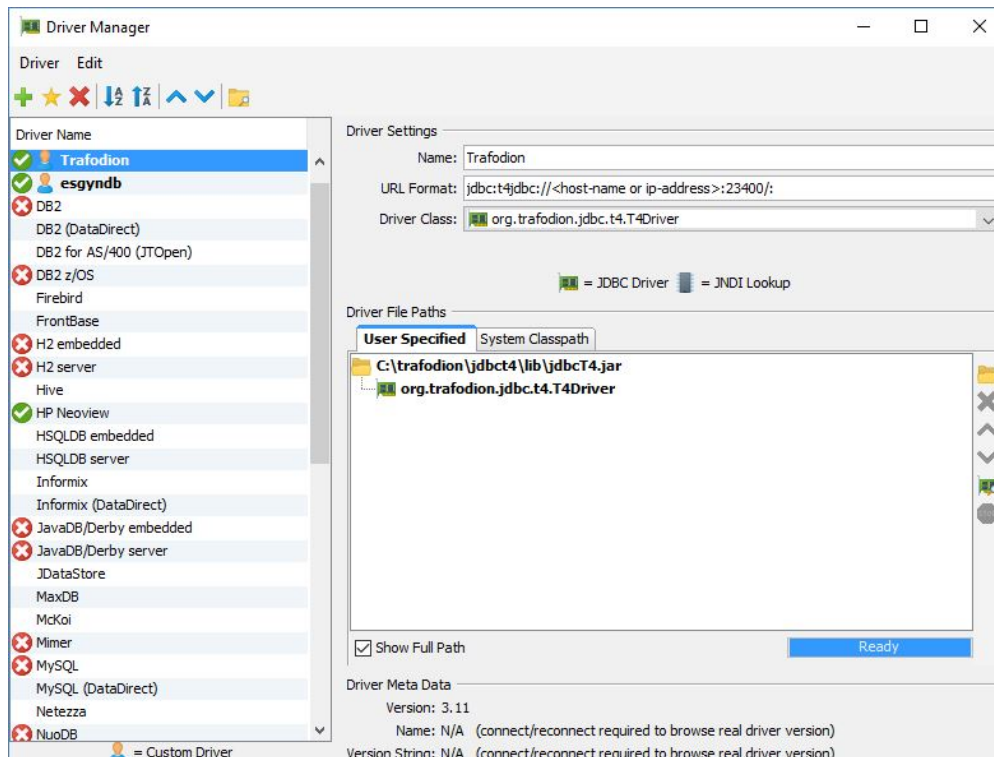 Driver Manager
Driver Edit
Driver Name
Trafodion
esgyndb
DB2
DB2 (DataDirect)
DB2 for AS/400 (JTOpen)
DB2 z/OS
Firebird
FrontBase
H2 embedded
H2 server
Hive
HP Neoview
HSQLDB embedded
HSQLDB server
Informix
Informix (DataDirect)
JavaDB/Derby embedded
JavaDB/Derby server
JDataStore
MaxDB
McKoi
Mimer
MySQL
MySQL (DataDirect)
Netezza
NuoDB
= Custom Driver
Driver Settings
Name: Trafodion
URL Format: jdbc:t4jdbc://<host-name or ip-address>:23400/:
Driver Class: org.trafodion.jdbc.t4.T4Driver
= JDBC Driver = JNDI Lookup
Driver File Paths
User Specified System Classpath
C:\trafodion\jdbct4\lib\jdbcT4.jar
org.trafodion.jdbc.t4.T4Driver
Show Full Path Ready
Driver Meta Data
Version: 3.11
Name: N/A (connect/reconnect required to browse real driver version)
Version String: N/A (connect/reconnect required to browse real driver version)